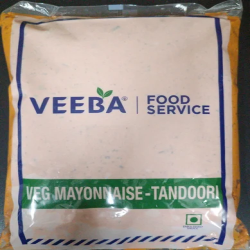 VEEBA® | FOOD
SERVICE
VEG MAYONNAISE - TANDOORI